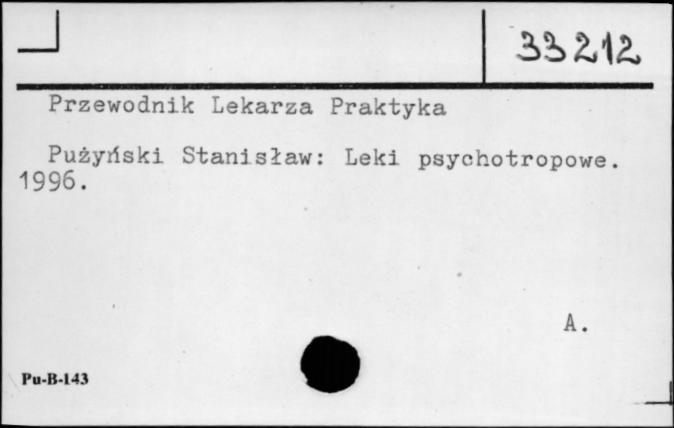 33212
Przewodnik Lekarza Praktyka
Pużyński Stanisław: Leki psychotropowe.
1996.
A.
Pu-B-143